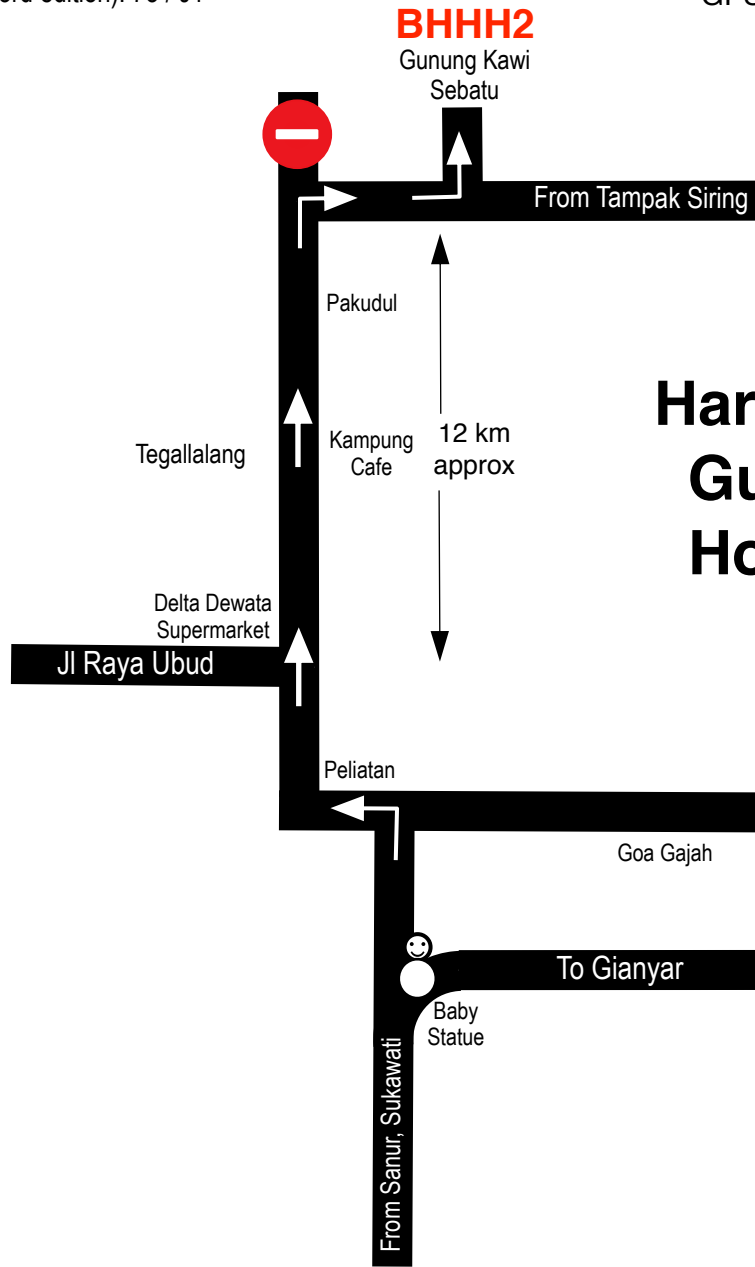 BHHH2
Gunung Kawi
Sebatu
From Tampak Siring
Pakudul
Tegallalang
Kampung
Cafe
12 km
approx
Delta Dewata
Supermarket
Jl Raya Ubud
Peliatan
Goa Gajah
To Gianyar
Baby
Statue
From Sanur, Sukawati